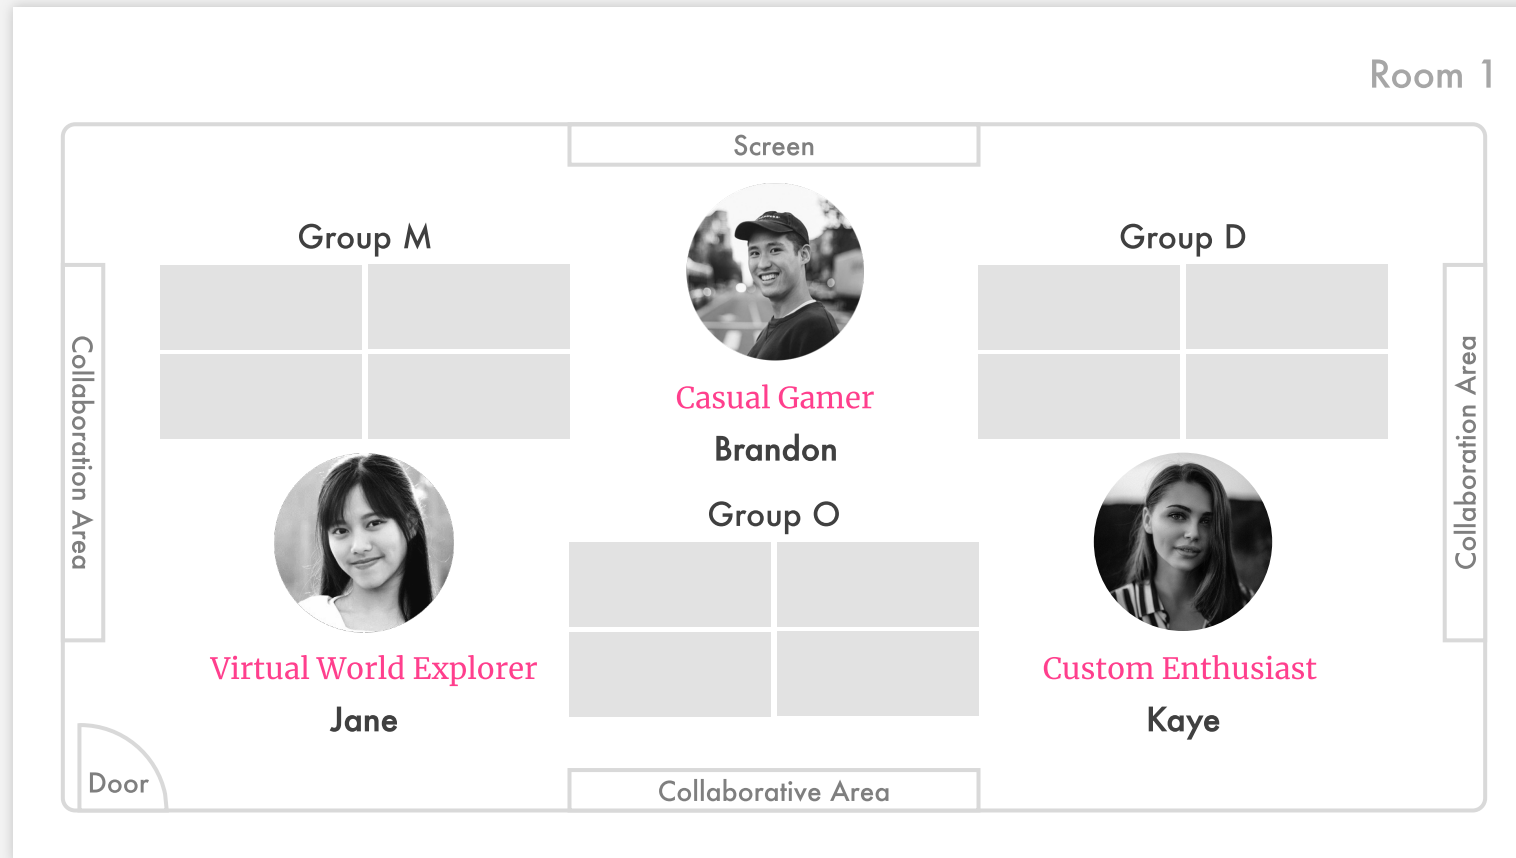 Room 1
Screen
Group M
Group D
Collaboration Area
Collaboration Area
Casual Gamer
Brandon
Group O
Virtual World Explorer
Jane
Custom Enthusiast
Kaye
Door
Collaborative Area